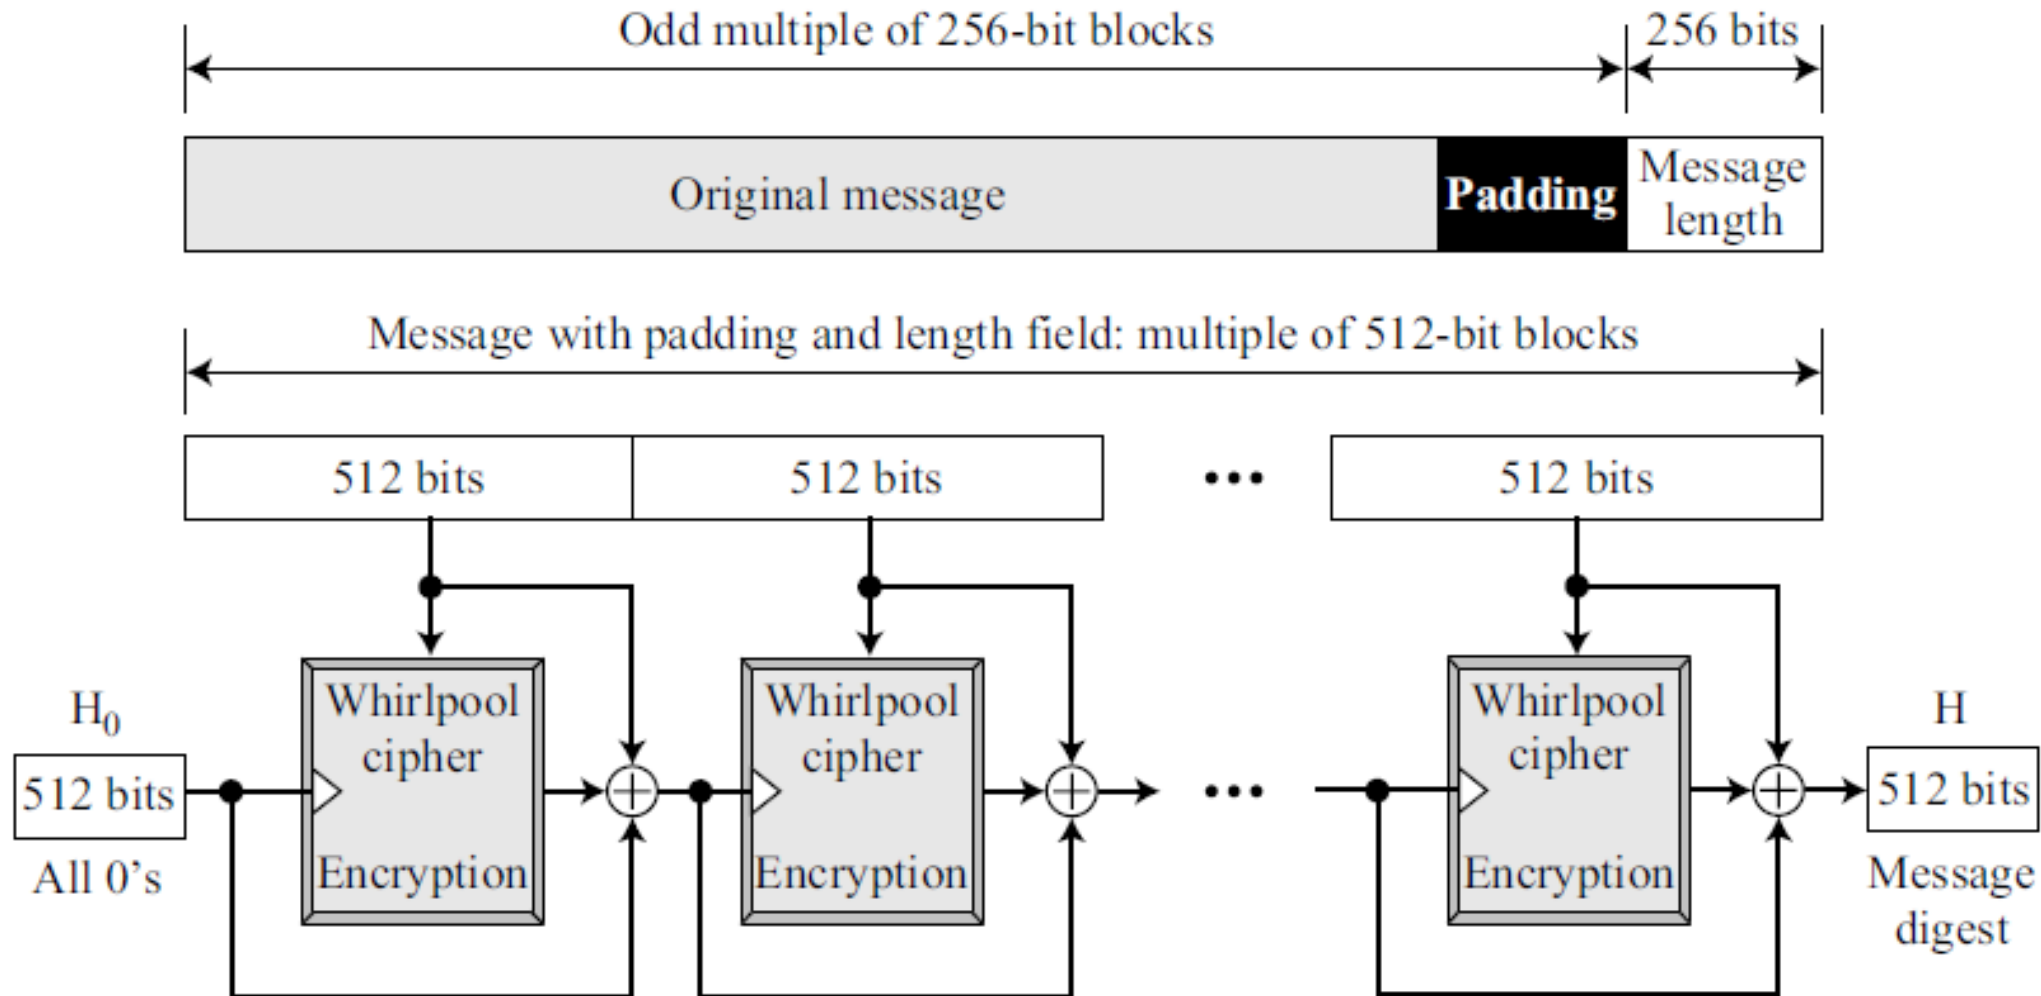 Odd multiple of 256-bit blocks
256 bits
Original message
Padding
Message
length
Message with padding and length field: multiple of 512-bit blocks
512 bits
512 bits
•••
512 bits
H₀
512 bits
All 0’s
Whirlpool
cipher
Encryption
+
Whirlpool
cipher
Encryption
+
•••
Whirlpool
cipher
Encryption
+
H
512 bits
Message
digest